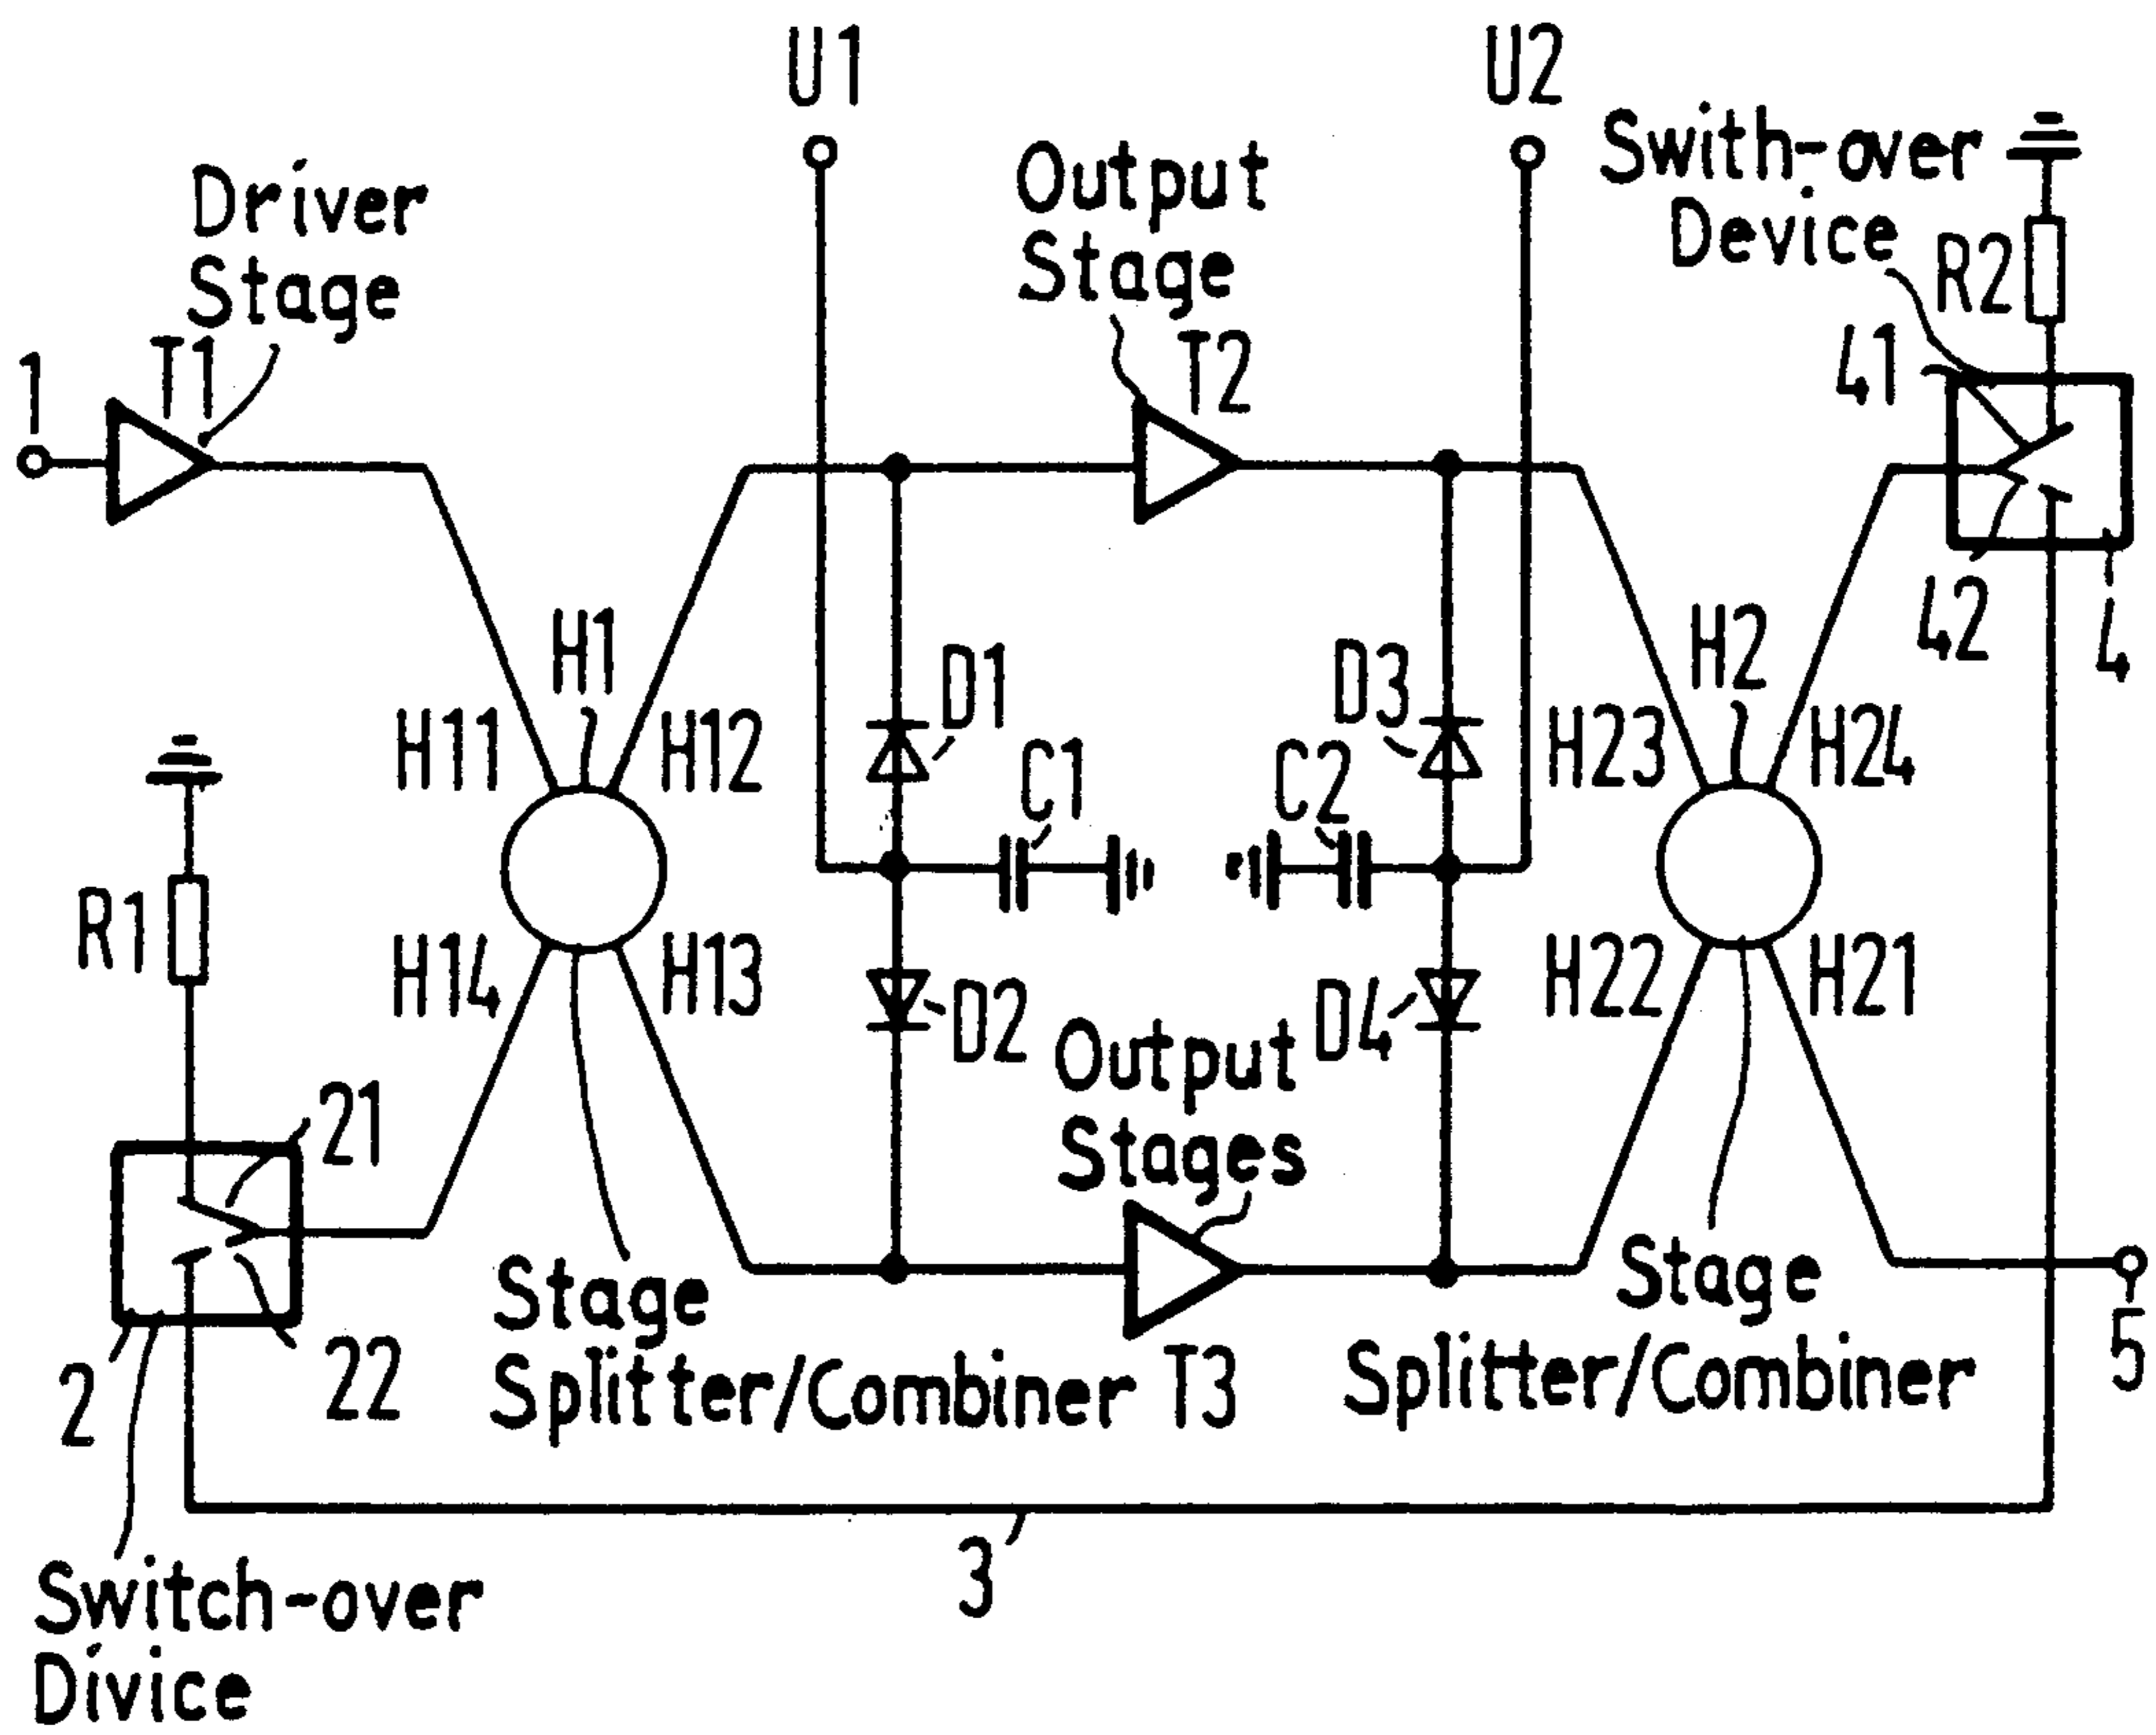 U1
U2
Driver
Stage
Output
Stage
Swith-over
Device
R2
1
T1
T2
41
42
4
H1
H2
H11
H12
D1
D3
H23
H24
C1
C2
R1
H14
H13
D2
D4
H22
H21
Output
Stages
21
22
2
Stage
Splitter/Combiner
T3
Stage
Splitter/Combiner
5
3
Switch-over
Divice